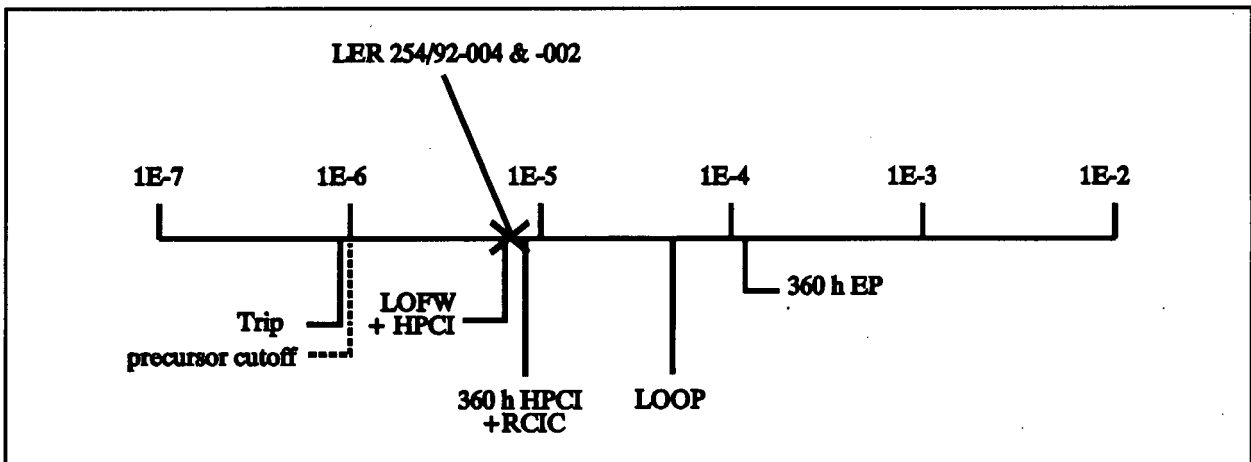 LER 254/92-004 & -002
1E-7 1E-6 1E-5 1E-4 1E-3 1E-2
360 h EP
LOFW
+ HPCI
Trip
precursor cutoff
360 h HPCI
+RCIC
LOOP